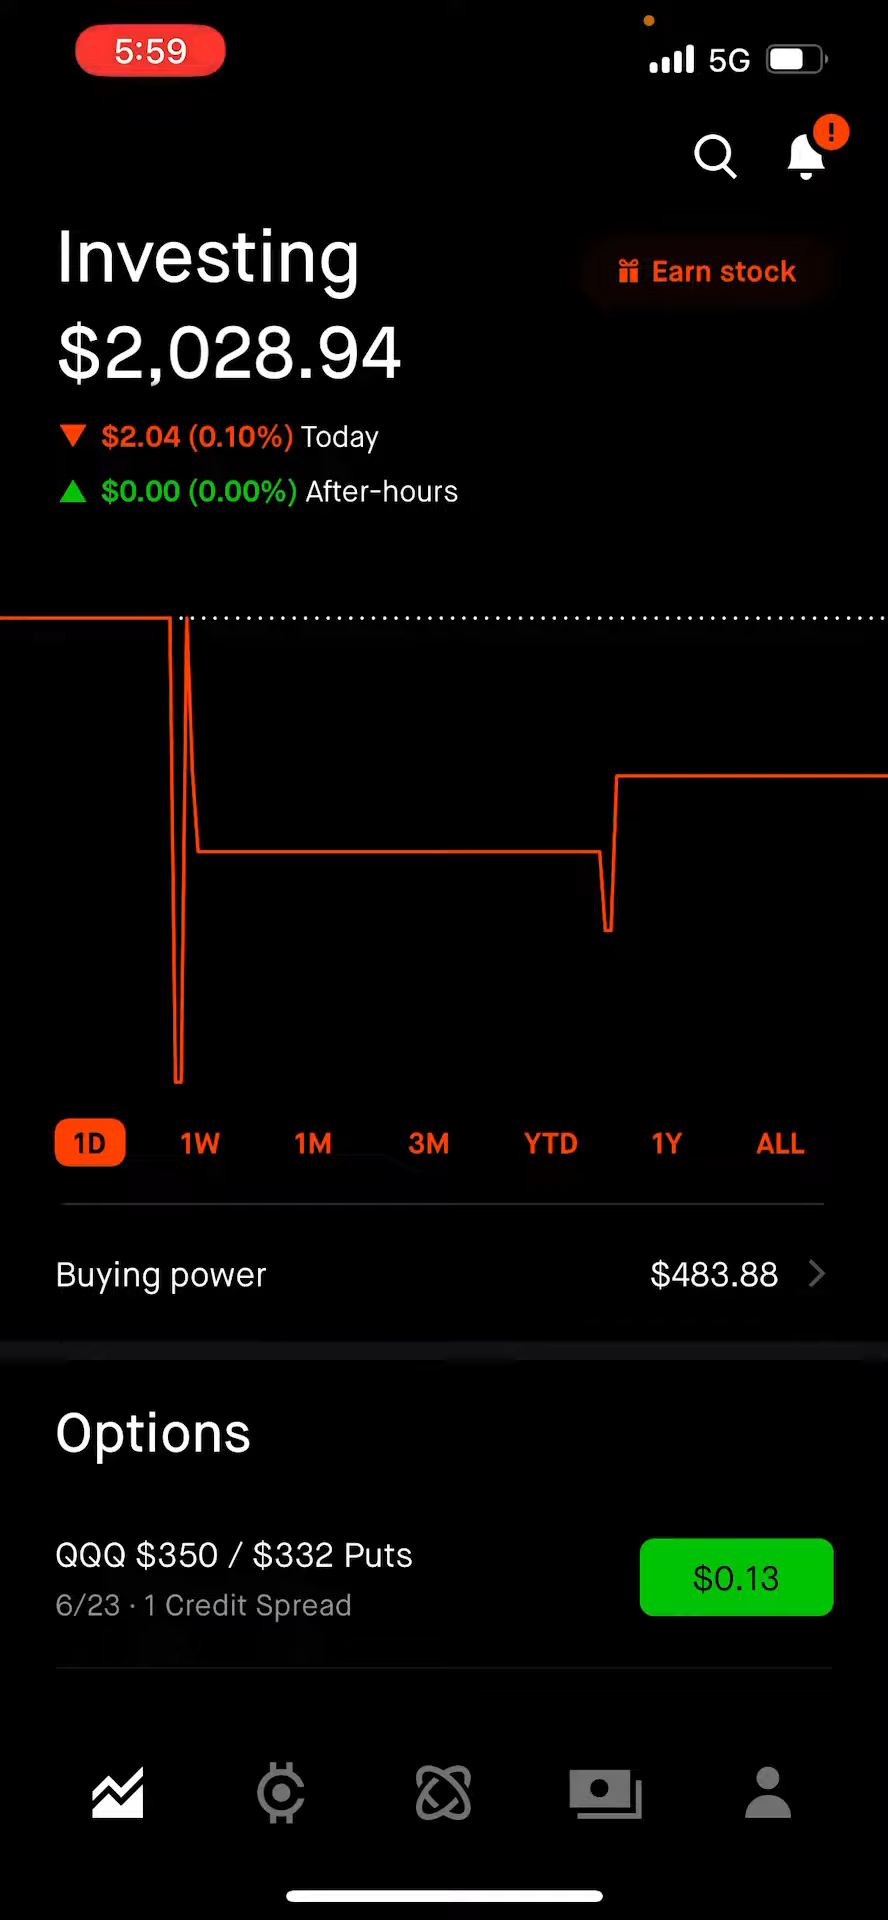 5:59
5G
!
Investing
Earn stock
$2,028.94
▼ $2.04 (0.10%) Today
▲ $0.00 (0.00%) After-hours
1D 1W 1M 3M YTD 1Y ALL
Buying power $483.88
Options
QQQ $350 / $332 Puts
$0.13
6/23 · 1 Credit Spread